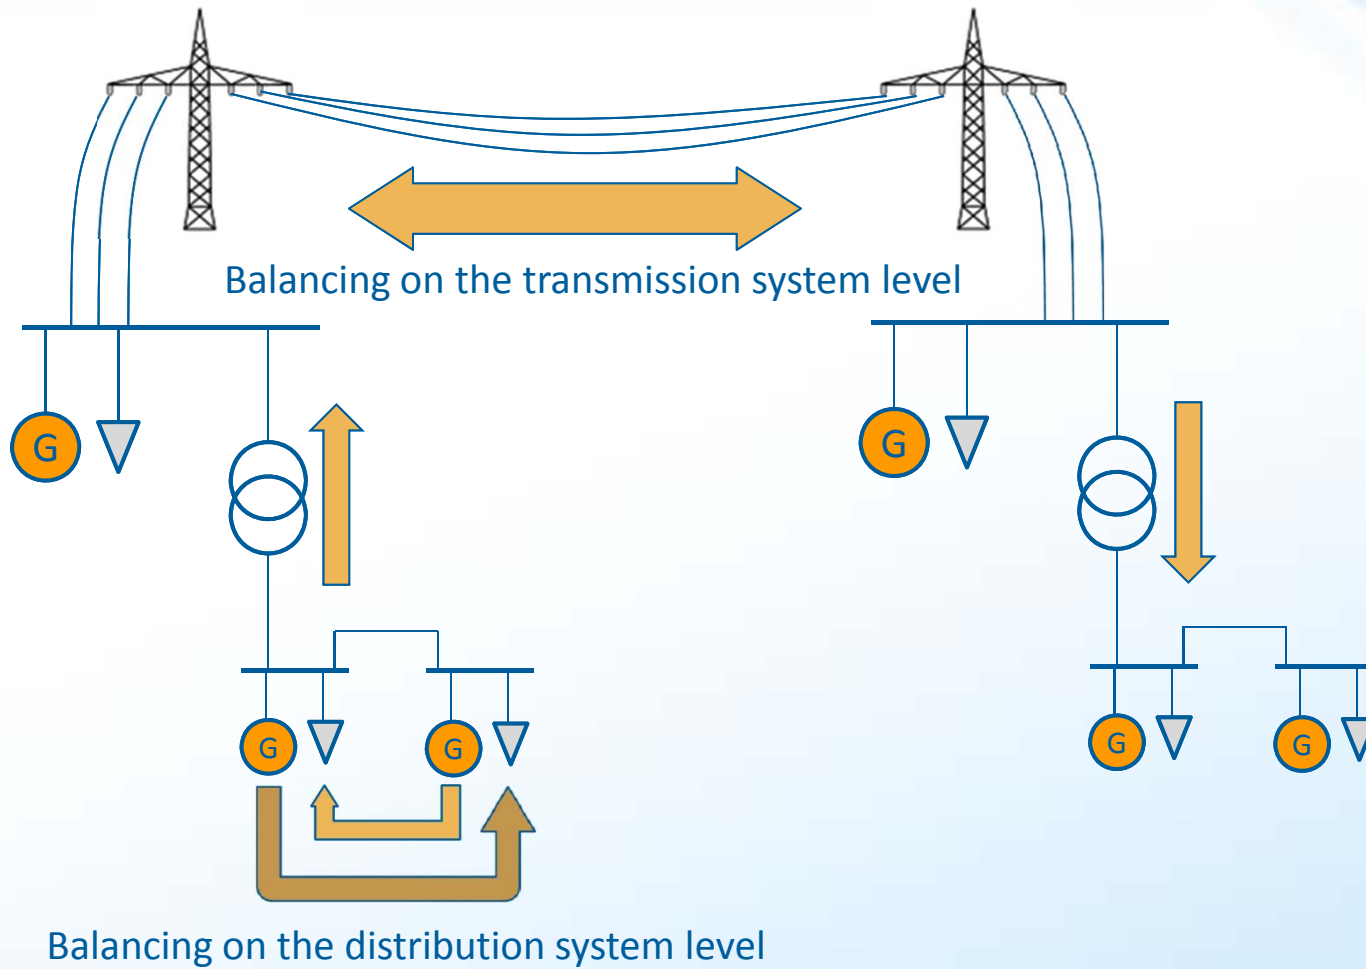 Balancing on the transmission system level
G
G
G
G
G
G
Balancing on the distribution system level